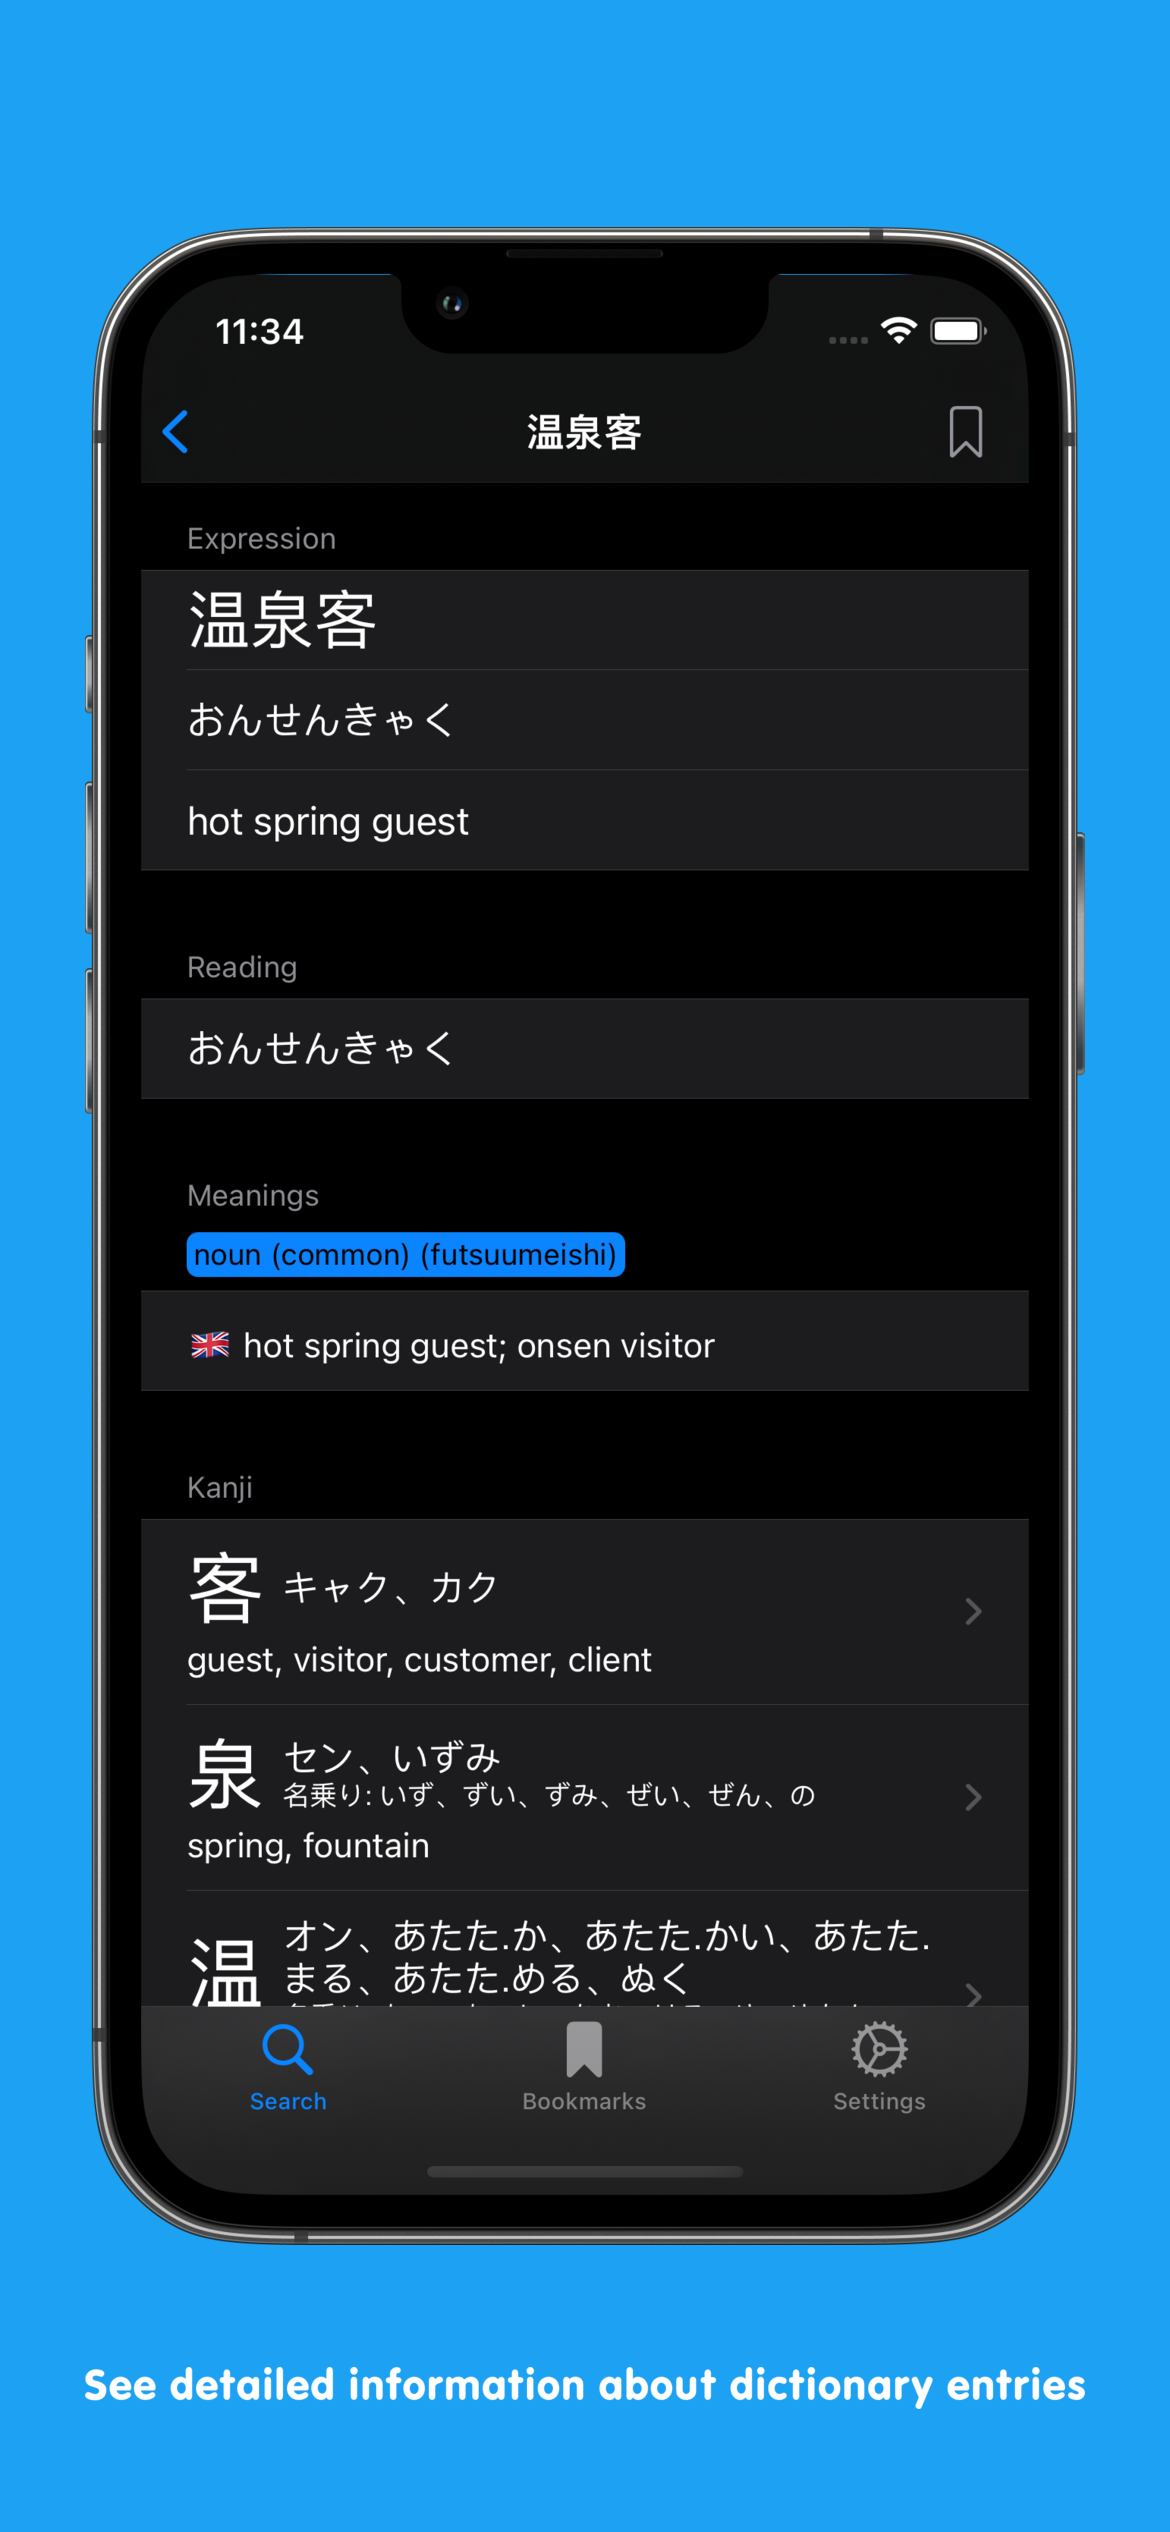 11:34
温泉客
Expression
温泉客
おんせんきゃく
hot spring guest
Reading
おんせんきゃく
Meanings
noun (common) (futsuumeishi)
hot spring guest; onsen visitor
Kanji
客 キャク、カク
guest, visitor, customer, client
泉 セン、いずみ
名乗り: いず、ずい、ずみ、ぜい、ぜん、の
spring, fountain
温 オン、あたた.か、あたた.かい、あたた.
まる、あたた.める、ぬく
Search
Bookmarks
Settings
See detailed information about dictionary entries